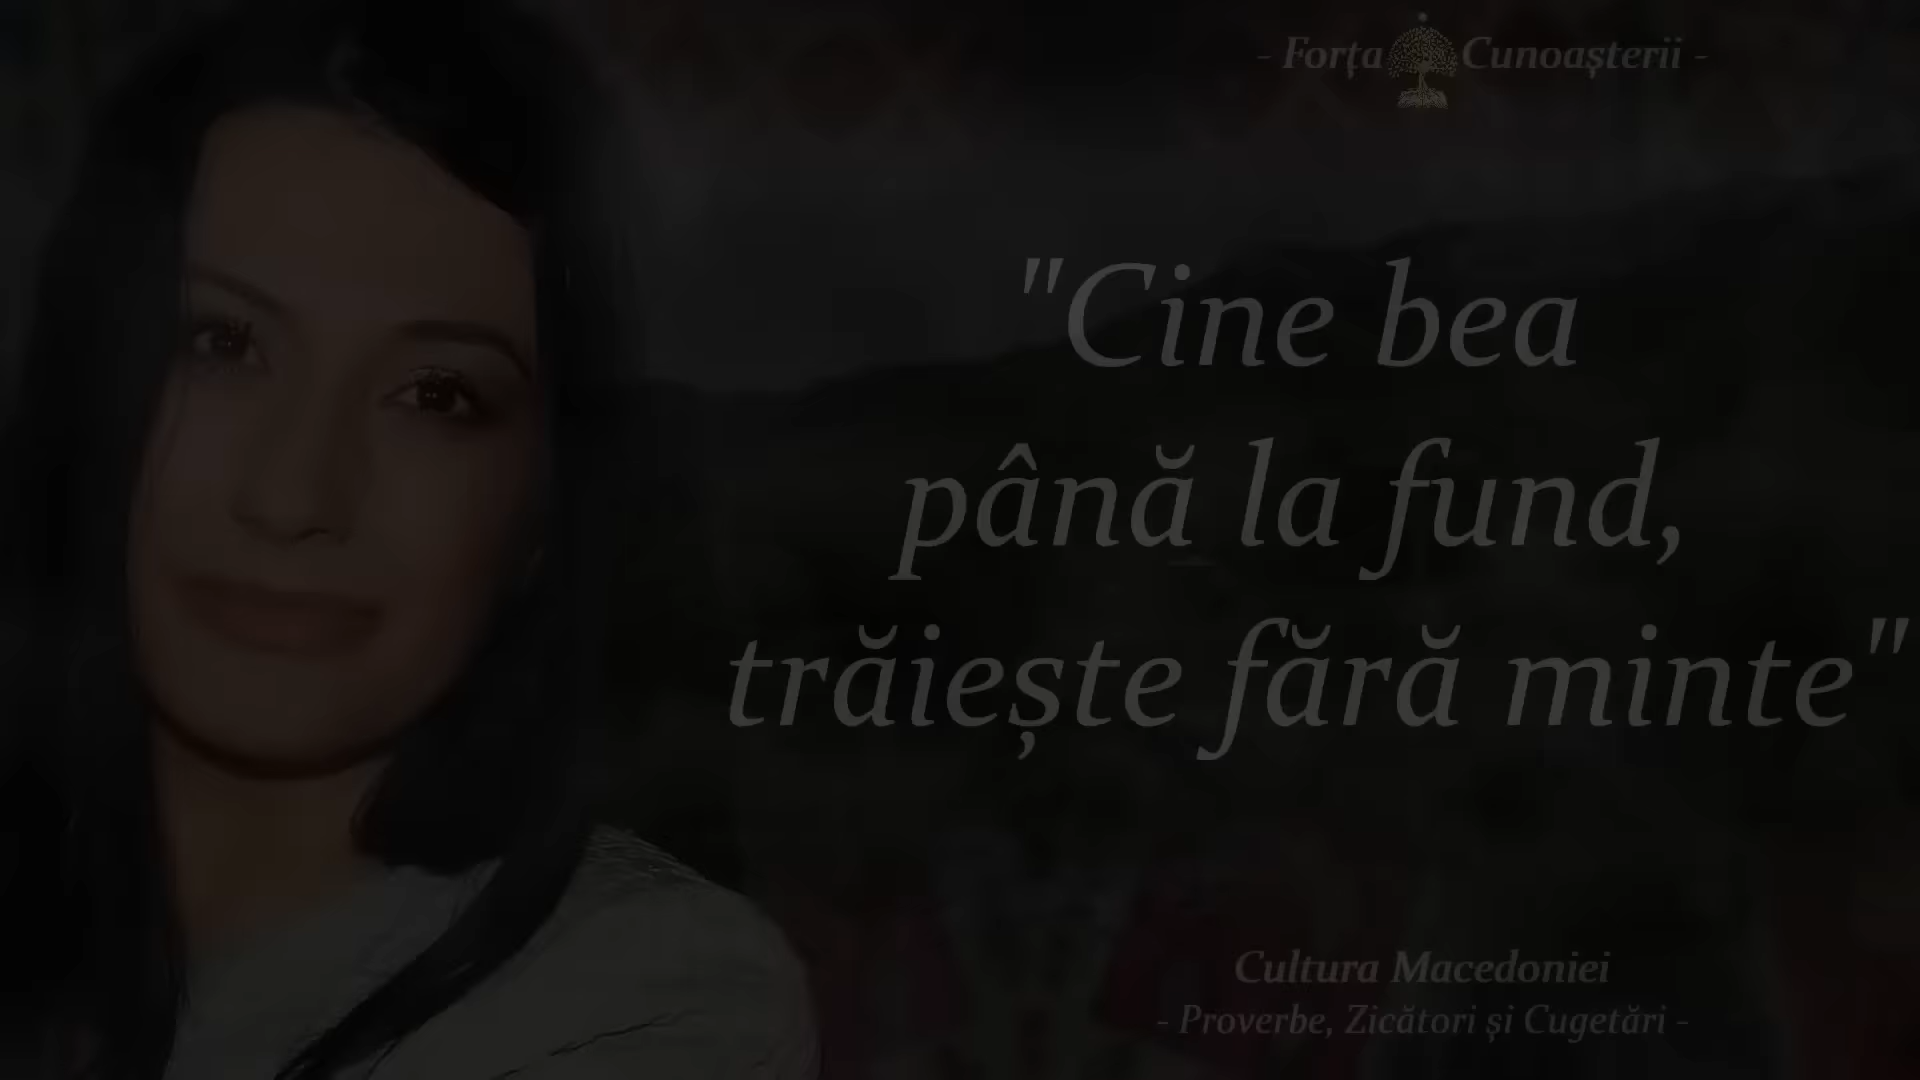 - Forța Cunoașterii -
"Cine bea
până la fund,
trăiește fără minte"
Cultura Macedoniei
- Proverbe, Zicători și Cugetări -